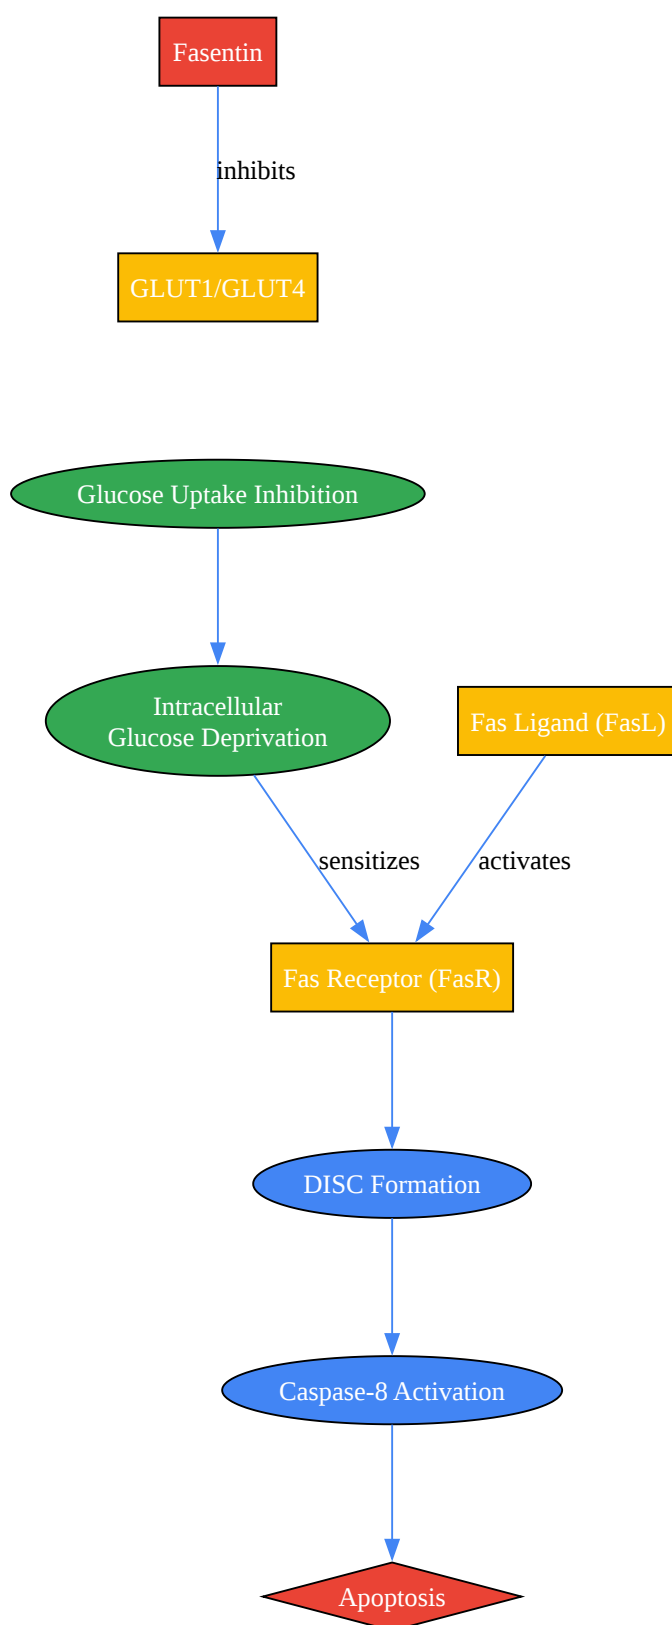 Fasentin
inhibits
GLUT1/GLUT4
Glucose Uptake Inhibition
Intracellular
Glucose Deprivation
Fas Ligand (FasL)
sensitizes
activates
Fas Receptor (FasR)
DISC Formation
Caspase-8 Activation
Apoptosis